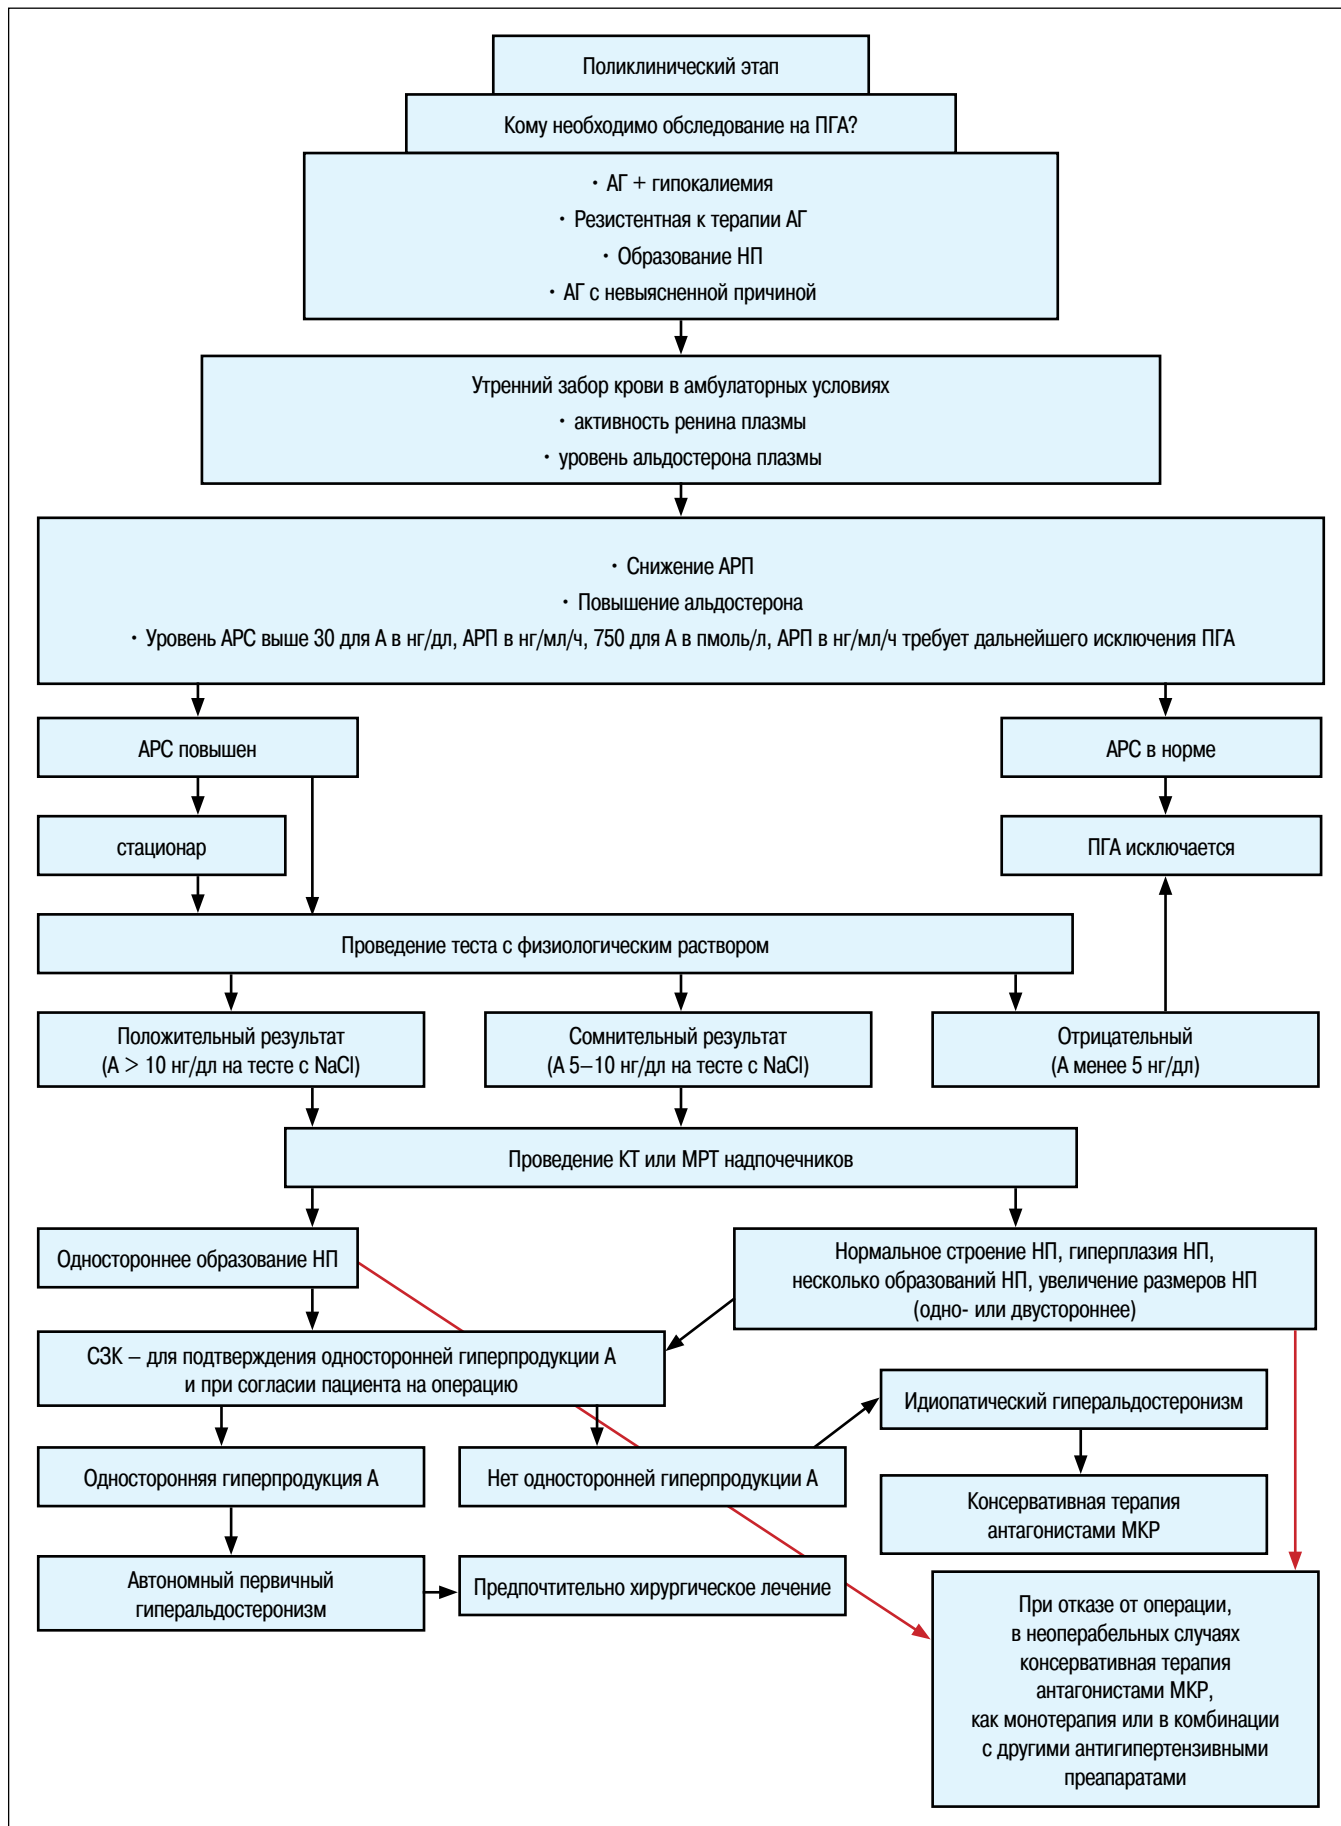 Поликлинический этап
Кому необходимо обследование на ПГА?
· АГ + гипокалиемия
· Резистентная к терапии АГ
· Образование НП
· АГ с невыясненной причиной
Утренний забор крови в амбулаторных условиях
· активность ренина плазмы
· уровень альдостерона плазмы
· Снижение АРП
· Повышение альдостерона
· Уровень АРС выше 30 для А в нг/дл, АРП в нг/мл/ч, 750 для А в пмоль/л, АРП в нг/мл/ч требует дальнейшего исключения ПГА
АРС повышен
АРС в норме
стационар
ПГА исключается
Проведение теста с физиологическим раствором
Положительный результат
(А > 10 нг/дл на тесте с NaCl)
Сомнительный результат
(А 5–10 нг/дл на тесте с NaCl)
Отрицательный
(А менее 5 нг/дл)
Проведение КТ или МРТ надпочечников
Одностороннее образование НП
Нормальное строение НП, гиперплазия НП,
несколько образований НП, увеличение размеров НП
(одно- или двустороннее)
СЗК – для подтверждения односторонней гиперпродукции А
и при согласии пациента на операцию
Идиопатический гиперальдостеронизм
Односторонняя гиперпродукция А
Нет односторонней гиперпродукции А
Консервативная терапия
антагонистами МКР
Автономный первичный
гиперальдостеронизм
Предпочтительно хирургическое лечение
При отказе от операции,
в неоперабельных случаях
консервативная терапия
антагонистами МКР,
как монотерапия или в комбинации
с другими антигипертензивными
преапаратами